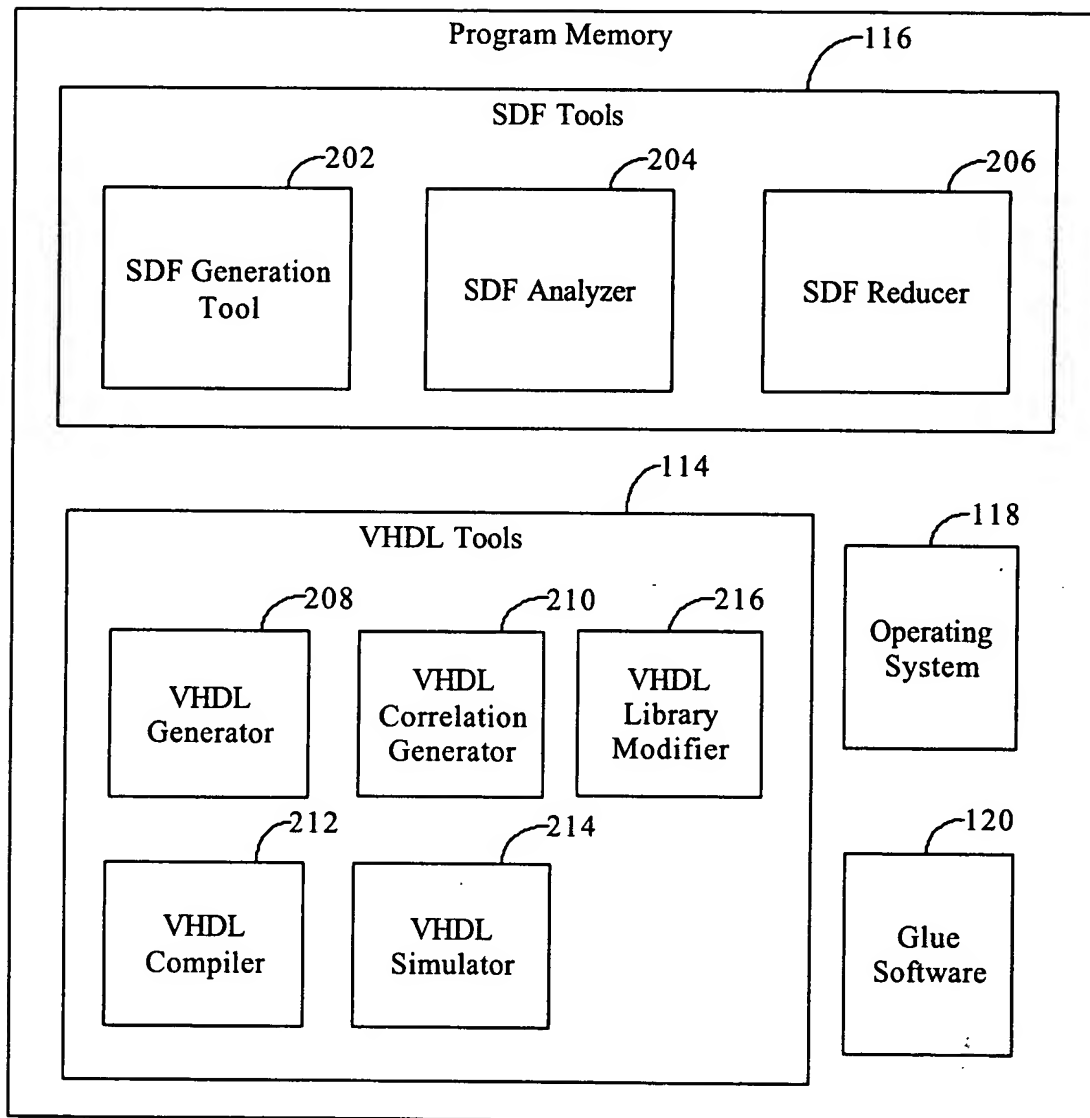 Program Memory
116
SDF Tools
202
204
206
SDF Generation
Tool
SDF Analyzer
SDF Reducer
114
VHDL Tools
118
208
210
216
Operating
System
VHDL
Generator
VHDL
Correlation
Generator
VHDL
Library
Modifier
212
214
120
VHDL
Compiler
VHDL
Simulator
Glue
Software